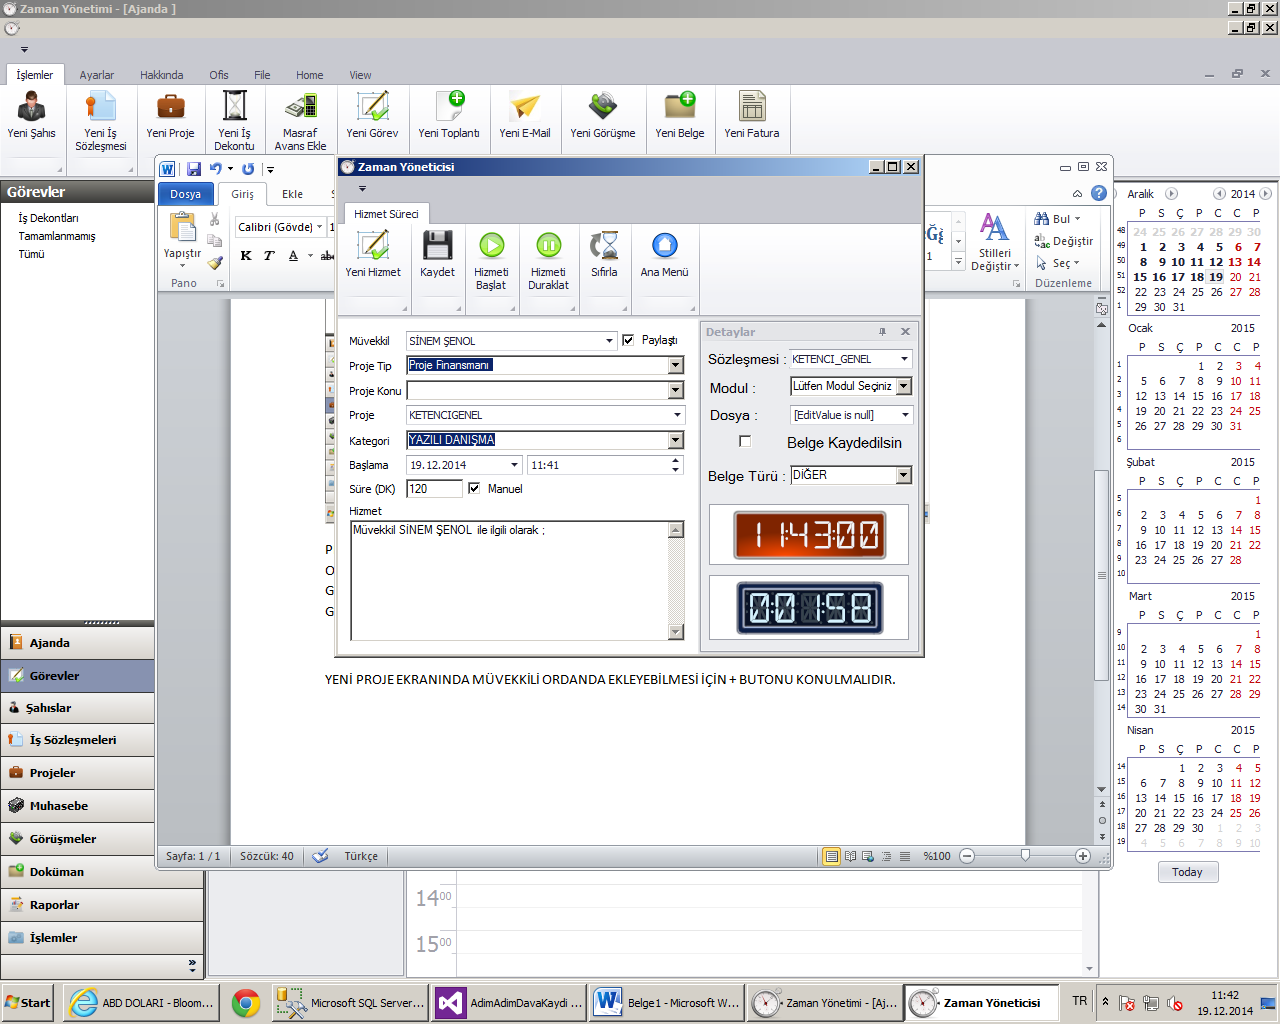 Zaman Yönetimi - [Ajanda ]
İşlemler Ayarlar Hakkında Ofis File Home View
Yeni Şahıs
Yeni İş Sözleşmesi
Yeni Proje
Yeni İş Dekontu
Masraf Avans Ekle
Yeni Görev
Yeni Toplantı
Yeni E-Mail
Yeni Görüşme
Yeni Belge
Yeni Fatura
Görevler
İş Dekontları
Tamamlanmamış
Tümü
Dosya Giriş Ekle
Yapıştır
Calibri (Gövde)
K T A
Pano
Stilleri Değiştir
Bul
Değiştir
Seç
Düzenleme
Zaman Yöneticisi
Hizmet Süreci
Yeni Hizmet
Kaydet
Hizmeti Başlat
Hizmeti Duraklat
Sıfırla
Ana Menü
Müvekkil SİNEM ŞENOL Paylaştı
Proje Tip Proje Finansmanı
Proje Konu
Proje KETENCIGENEL
Kategori YAZILI DANIŞMA
Başlama 19.12.2014 11:41
Süre (DK) 120 Manuel
Hizmet
Müvekkil SİNEM ŞENOL ile ilgili olarak ;
Detaylar
Sözleşmesi : KETENCI_GENEL
Modul : Lütfen Modul Seçiniz
Dosya : [EditValue is null]
Belge Kaydedilsin
Belge Türü : DİĞER
11:43:00
00:01:58
P
O
G
G
YENİ PROJE EKRANINDA MÜVEKKİLİ ORDANDA EKLEYEBİLMESİ İÇİN + BUTONU KONULMALIDIR.
Sayfa: 1 / 1 Sözcük: 40 Türkçe %100
Ajanda
Görevler
Şahıslar
İş Sözleşmeleri
Projeler
Muhasebe
Görüşmeler
Doküman
Raporlar
İşlemler
14 00
15 00
Aralık 2014
P S Ç P C C P
48 24 25 26 27 28 29 30
49 1 2 3 4 5 6 7
50 8 9 10 11 12 13 14
51 15 16 17 18 19 20 21
52 22 23 24 25 26 27 28
1 29 30 31
Ocak 2015
P S Ç P C C P
1 1 2 3 4
2 5 6 7 8 9 10 11
3 12 13 14 15 16 17 18
4 19 20 21 22 23 24 25
5 26 27 28 29 30 31
6
Şubat 2015
P S Ç P C C P
5 1
6 2 3 4 5 6 7 8
7 9 10 11 12 13 14 15
8 16 17 18 19 20 21 22
9 23 24 25 26 27 28
10
Mart 2015
P S Ç P C C P
9 1
10 2 3 4 5 6 7 8
11 9 10 11 12 13 14 15
12 16 17 18 19 20 21 22
13 23 24 25 26 27 28 29
14 30 31
Nisan 2015
P S Ç P C C P
14 1 2 3 4 5
15 6 7 8 9 10 11 12
16 13 14 15 16 17 18 19
17 20 21 22 23 24 25 26
18 27 28 29 30 1 2 3
19 4 5 6 7 8 9 10
Today
Start
ABD DOLARI - Bloom...
Microsoft SQL Server...
AdimAdimDavaKaydi ...
Belge1 - Microsoft W...
Zaman Yönetimi - [Aj...
Zaman Yöneticisi
TR
11:42
19.12.2014